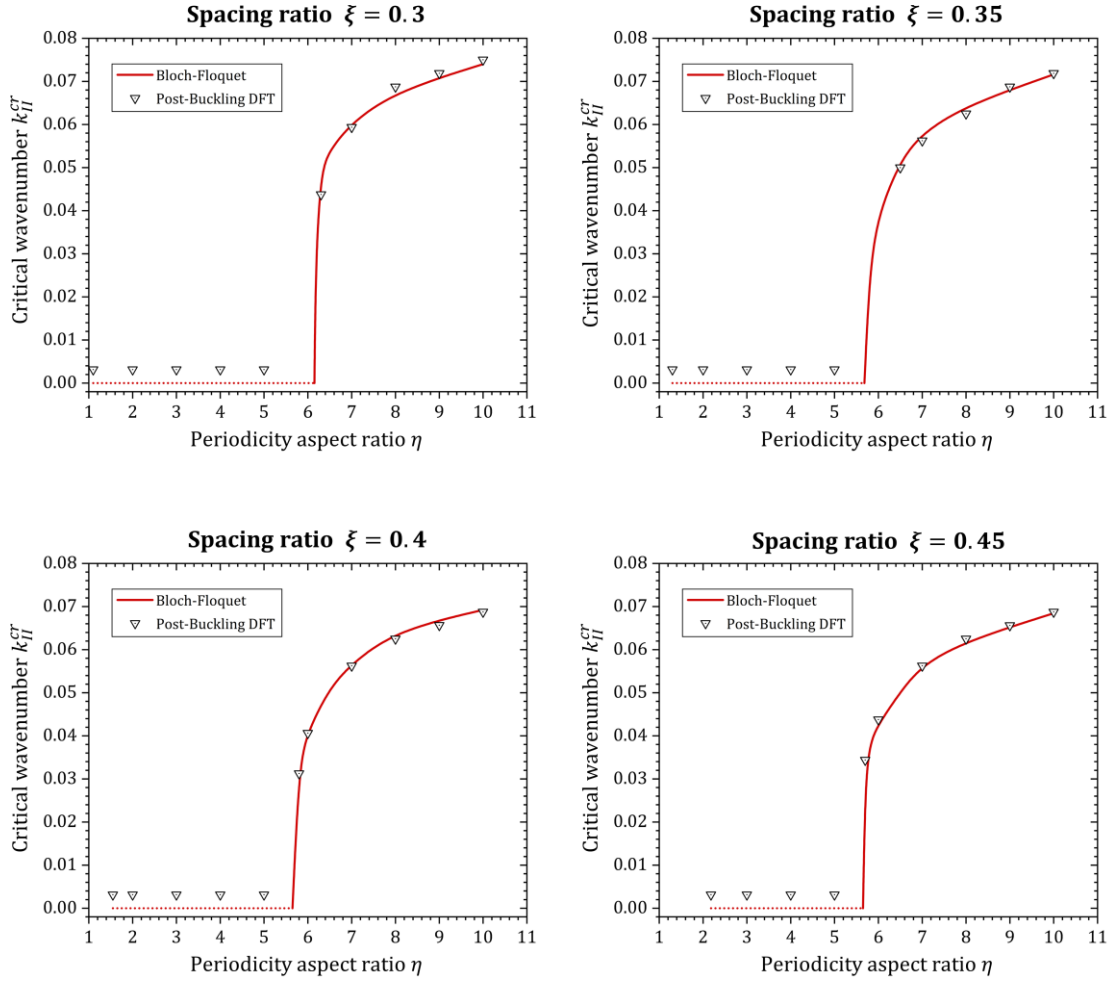 Spacing ratio ξ = 0.3
0.08
0.07
0.06
0.05
0.04
0.03
0.02
0.01
0.00
Critical wavenumber k_II^cr
Bloch-Floquet
Post-Buckling DFT
1 2 3 4 5 6 7 8 9 10 11
Periodicity aspect ratio η
Spacing ratio ξ = 0.35
0.08
0.07
0.06
0.05
0.04
0.03
0.02
0.01
0.00
Critical wavenumber k_II^cr
Bloch-Floquet
Post-Buckling DFT
1 2 3 4 5 6 7 8 9 10 11
Periodicity aspect ratio η
Spacing ratio ξ = 0.4
0.08
0.07
0.06
0.05
0.04
0.03
0.02
0.01
0.00
Critical wavenumber k_II^cr
Bloch-Floquet
Post-Buckling DFT
1 2 3 4 5 6 7 8 9 10 11
Periodicity aspect ratio η
Spacing ratio ξ = 0.45
0.08
0.07
0.06
0.05
0.04
0.03
0.02
0.01
0.00
Critical wavenumber k_II^cr
Bloch-Floquet
Post-Buckling DFT
1 2 3 4 5 6 7 8 9 10 11
Periodicity aspect ratio η